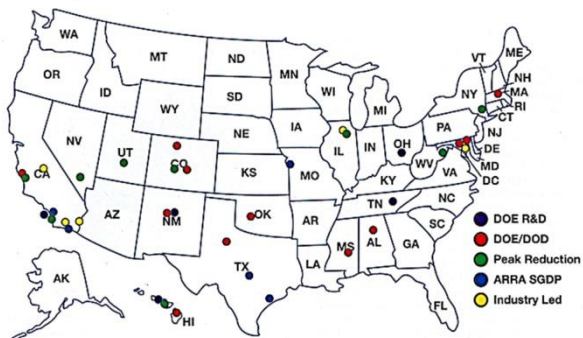 WA
MT
ND
MN
VT
ME
OR
ID
SD
WI
NY
NH
MA
WY
MI
RI
CT
NV
NE
IA
PA
NJ
UT
CO
IL
IN
OH
DE
CA
KS
MO
WV
VA
MD
KY
DC
AZ
NM
OK
TN
NC
AR
SC
MS
AL
GA
TX
LA
AK
FL
HI
DOE R&D
DOE/DOD
Peak Reduction
ARRA SGDP
Industry Led